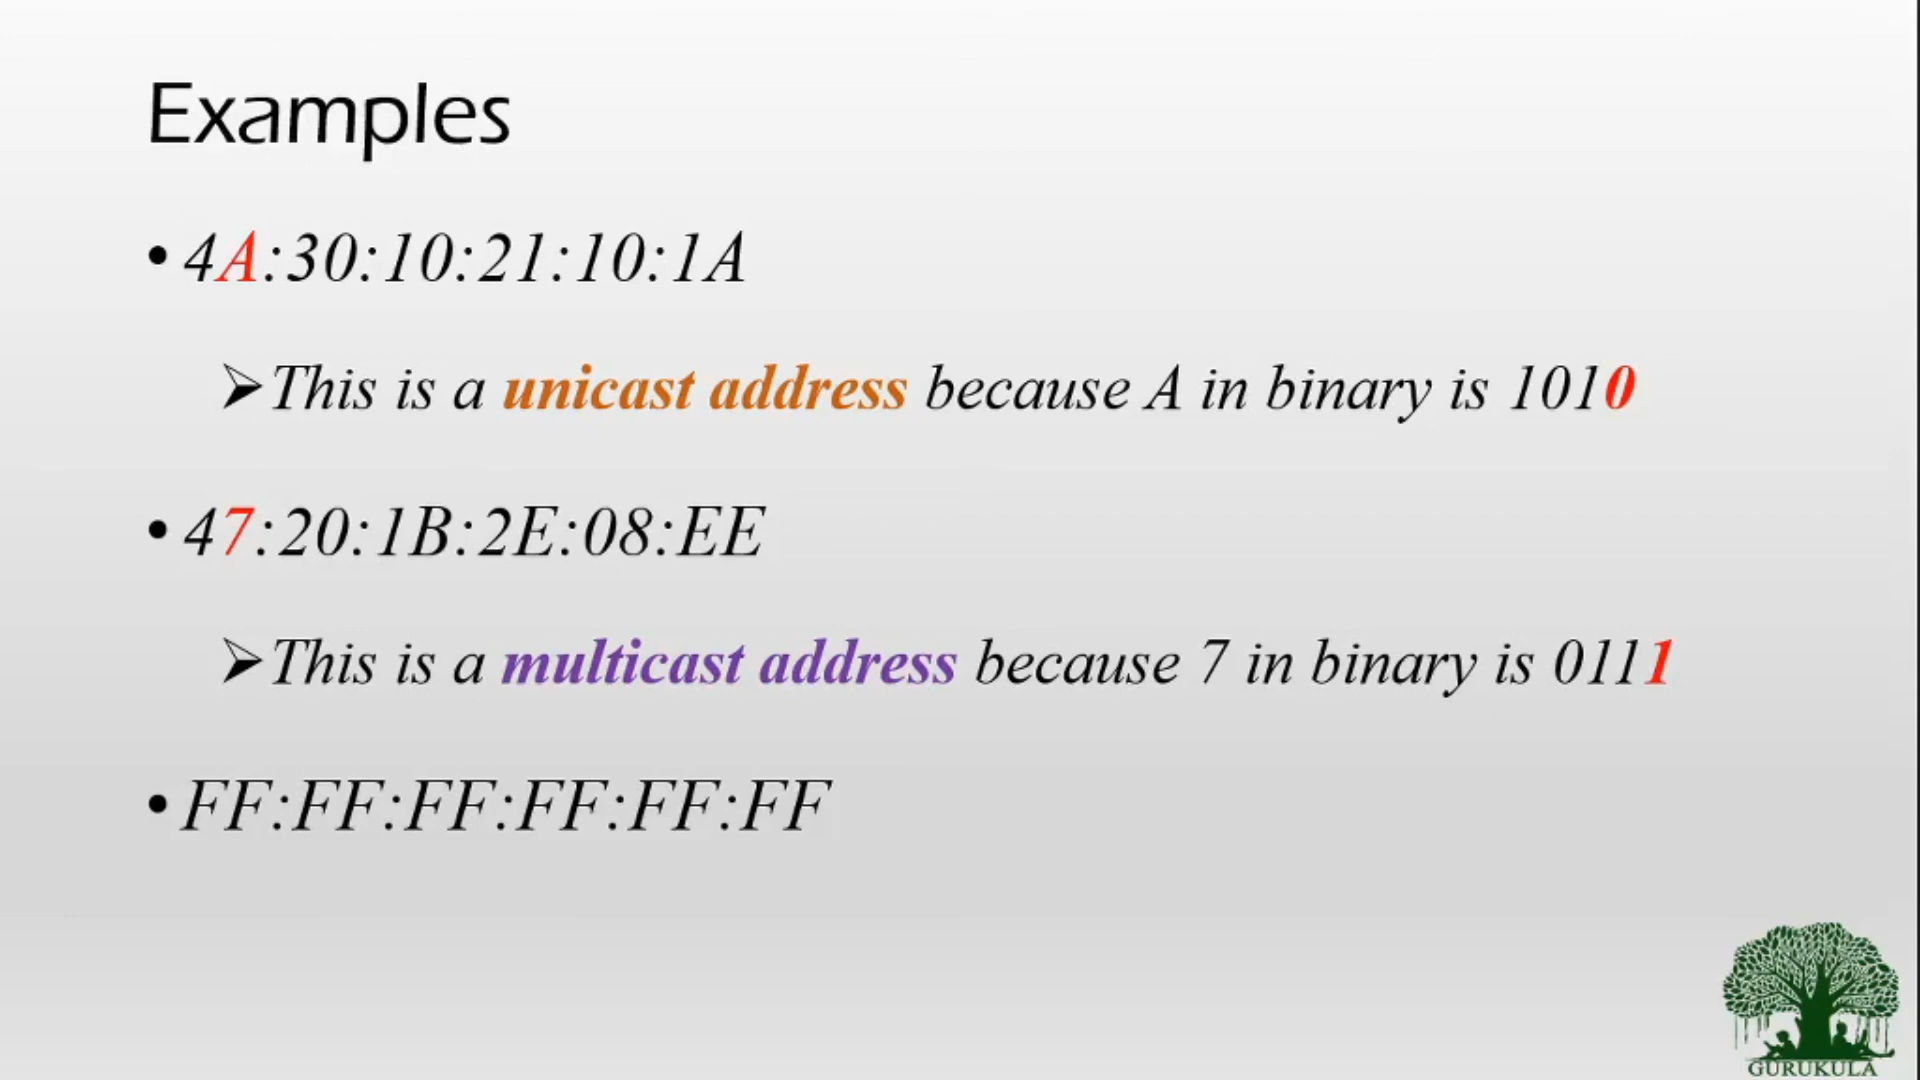 Examples
• 4A:30:10:21:10:1A
➢This is a unicast address because A in binary is 1010
• 47:20:1B:2E:08:EE
➢This is a multicast address because 7 in binary is 0111
• FF:FF:FF:FF:FF:FF
GURUKULA